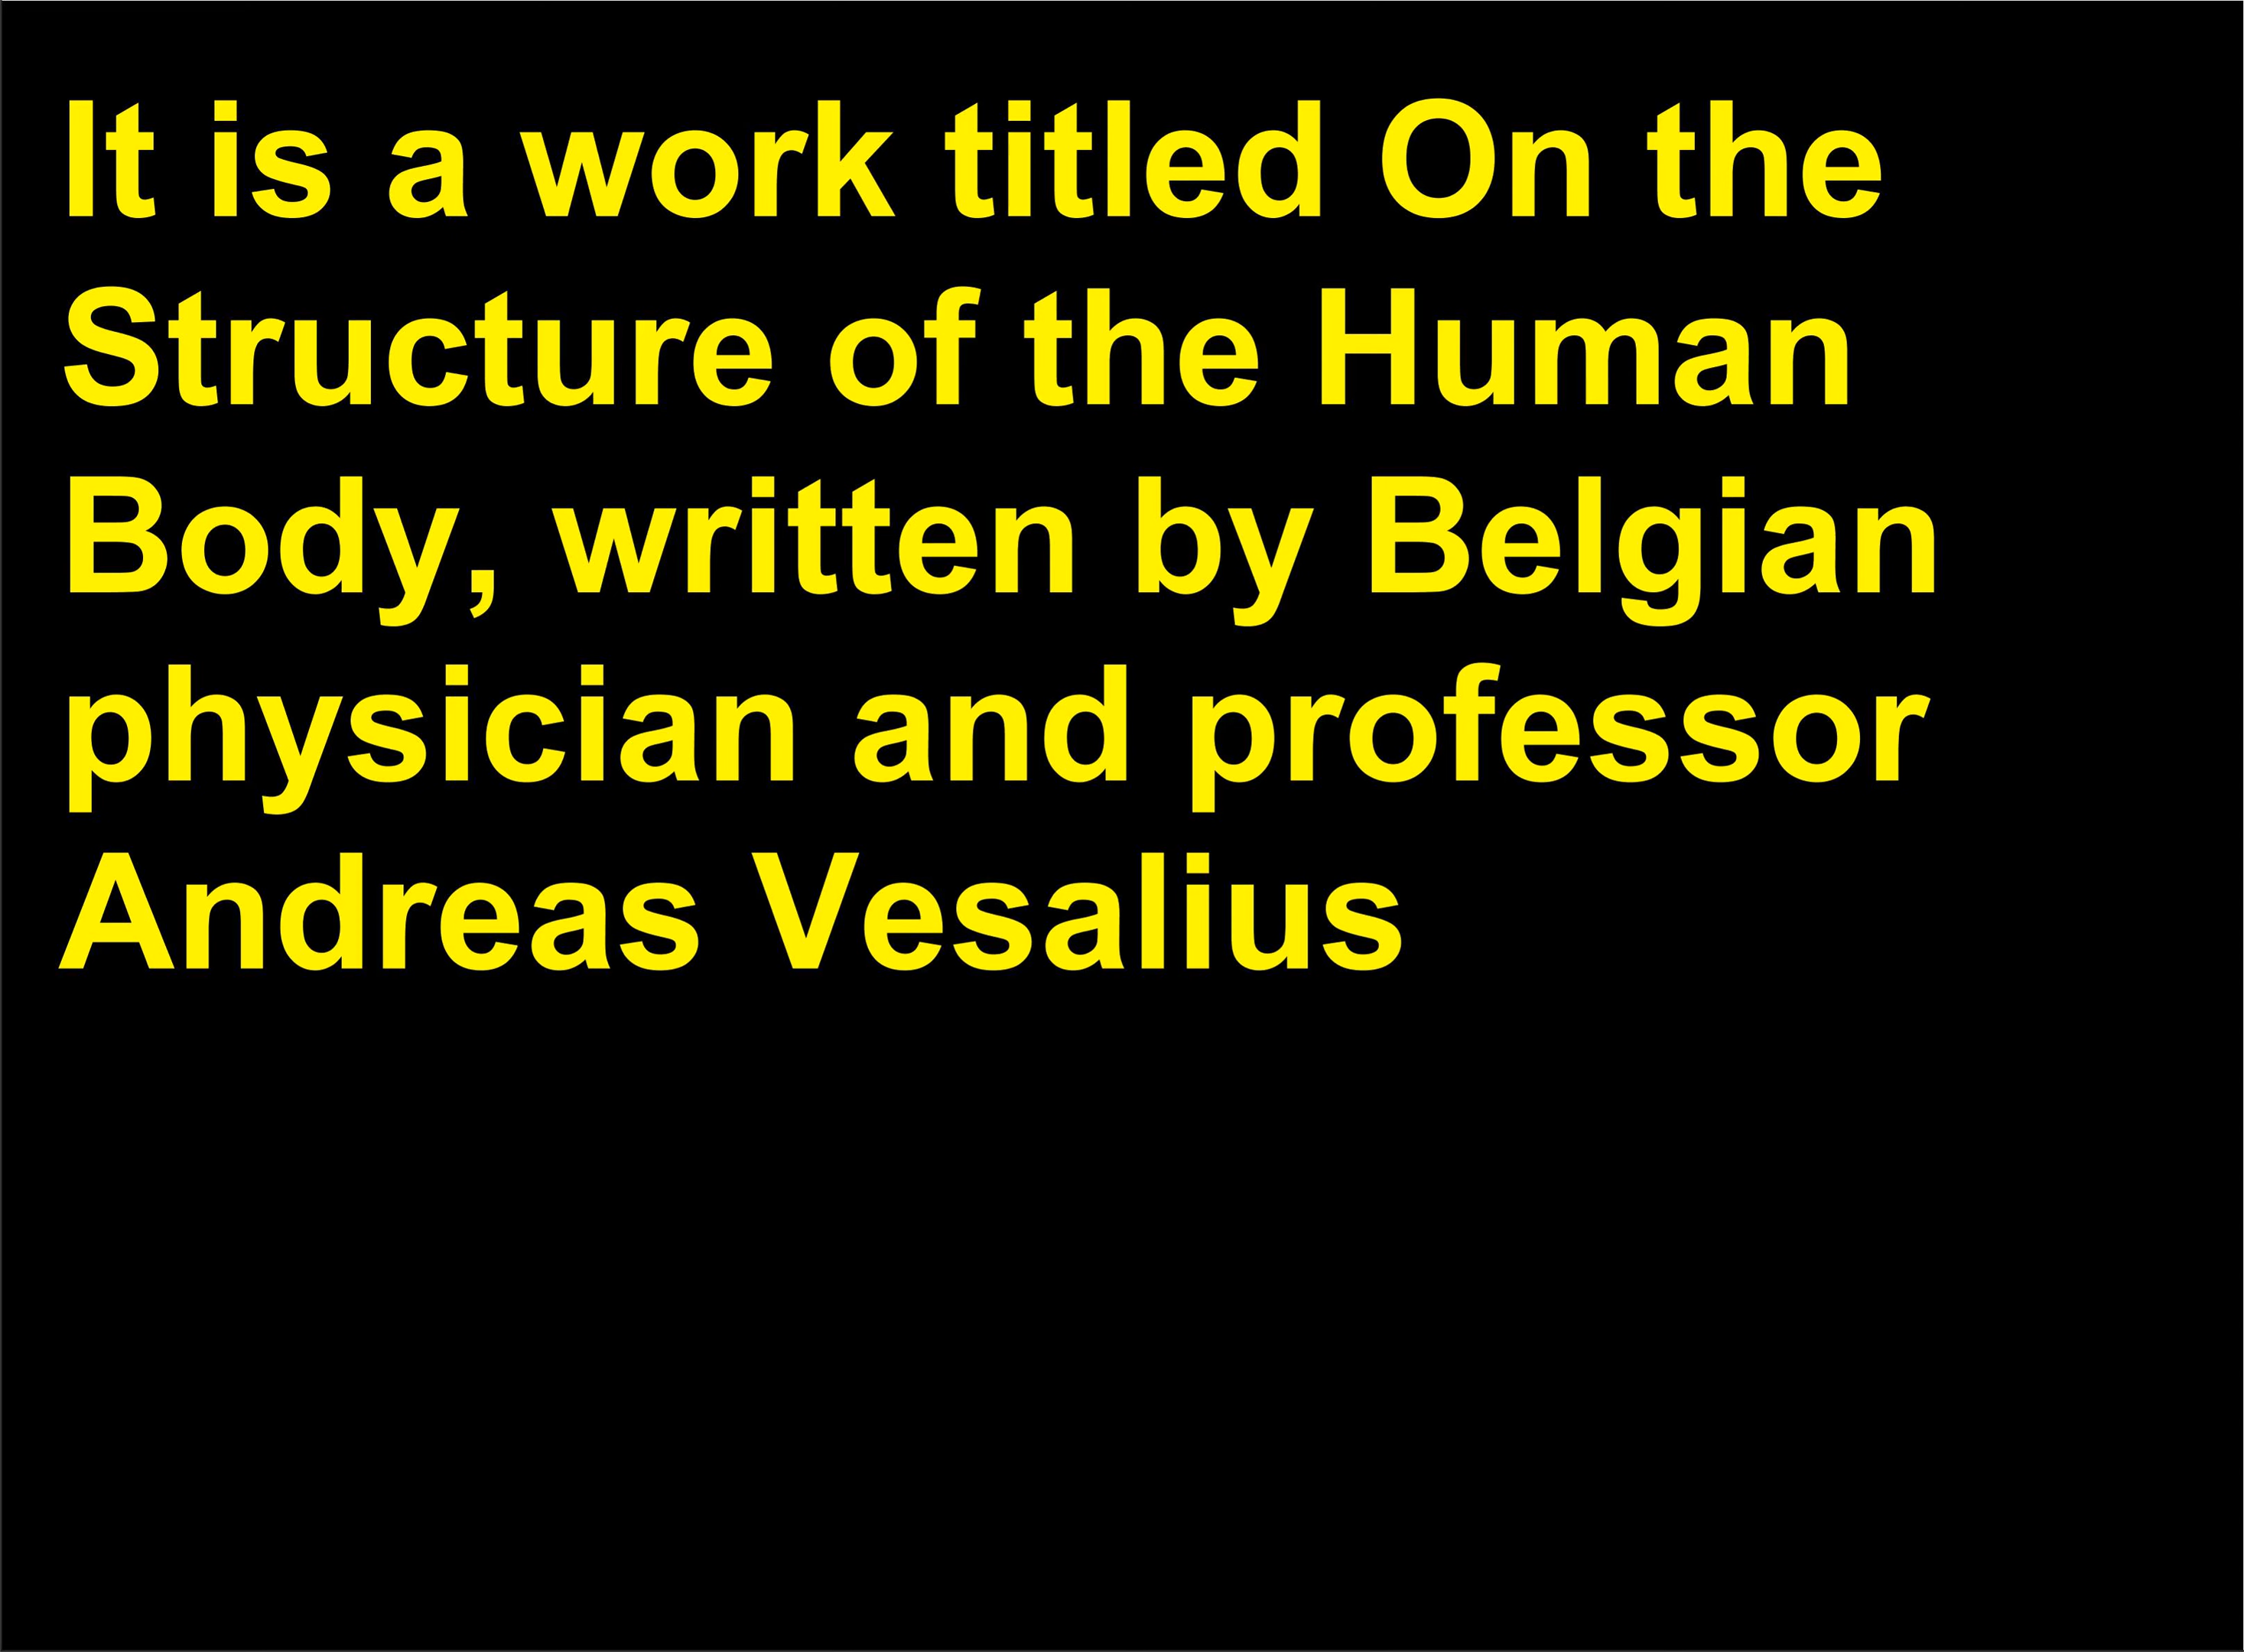 It is a work titled On the
Structure of the Human
Body, written by Belgian
physician and professor
Andreas Vesalius